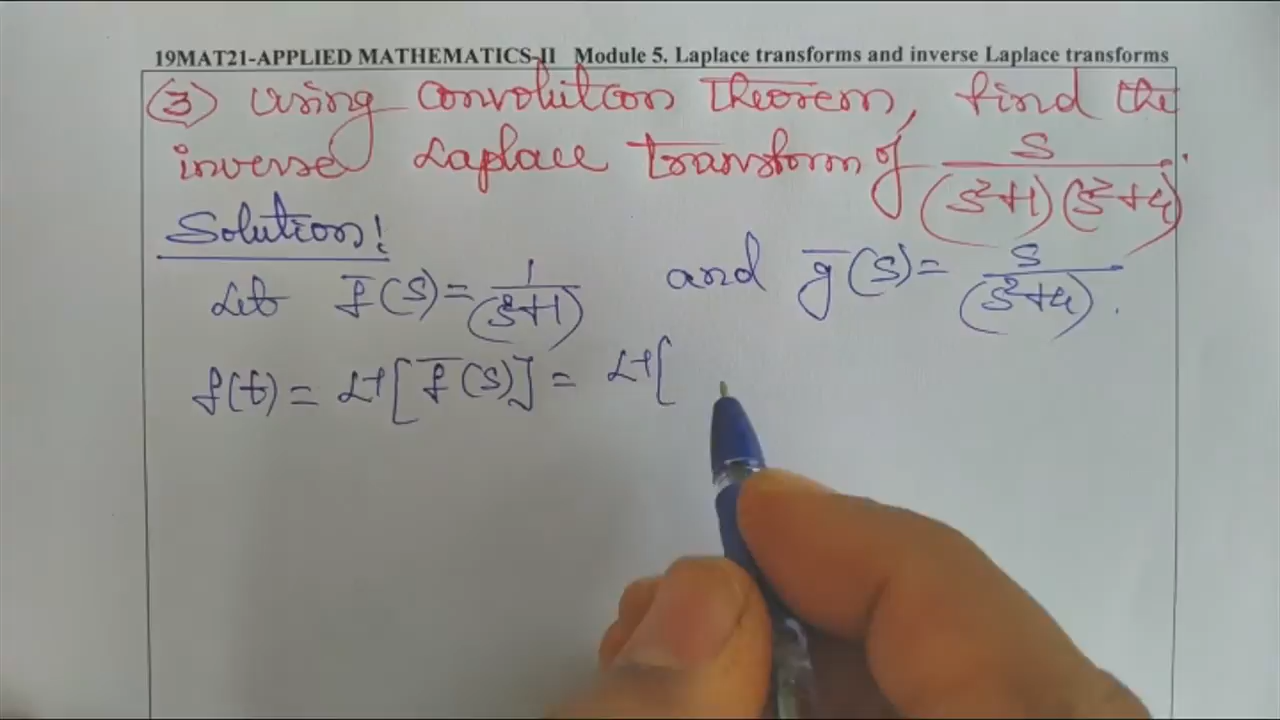 19MAT21-APPLIED MATHEMATICS-II Module 5. Laplace transforms and inverse Laplace transforms
(3) Using Convolution Theorem, find the
inverse Laplace transform of s/((s²+1)(s²+4)).
Solution!
Let f̄(s) = 1/(s²+1) and ḡ(s) = s/(s²+4).
f(t) = L⁻¹[f̄(s)] = L⁻¹[